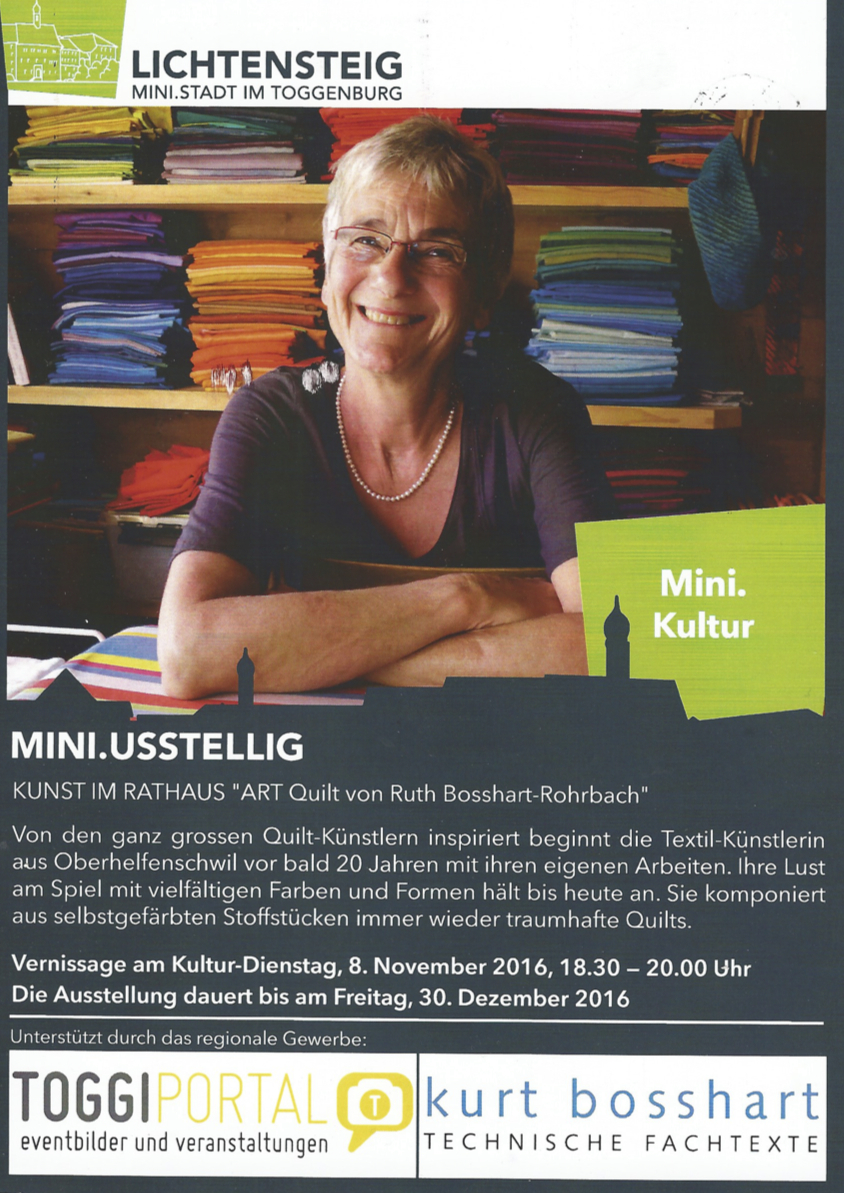 LICHTENSTEIG
MINI.STADT IM TOGGENBURG
Mini.
Kultur
MINI.USSTELLIG
KUNST IM RATHAUS "ART Quilt von Ruth Bosshart-Rohrbach"
Von den ganz grossen Quilt-Künstlern inspiriert beginnt die Textil-Künstlerin
aus Oberhelfenschwil vor bald 20 Jahren mit ihren eigenen Arbeiten. Ihre Lust
am Spiel mit vielfältigen Farben und Formen hält bis heute an. Sie komponiert
aus selbstgefärbten Stoffstücken immer wieder traumhafte Quilts.
Vernissage am Kultur-Dienstag, 8. November 2016, 18.30 – 20.00 Uhr
Die Ausstellung dauert bis am Freitag, 30. Dezember 2016
Unterstützt durch das regionale Gewerbe:
TOGGIPORTAL T
eventbilder und veranstaltungen
kurt bosshart
TECHNISCHE FACHTEXTE